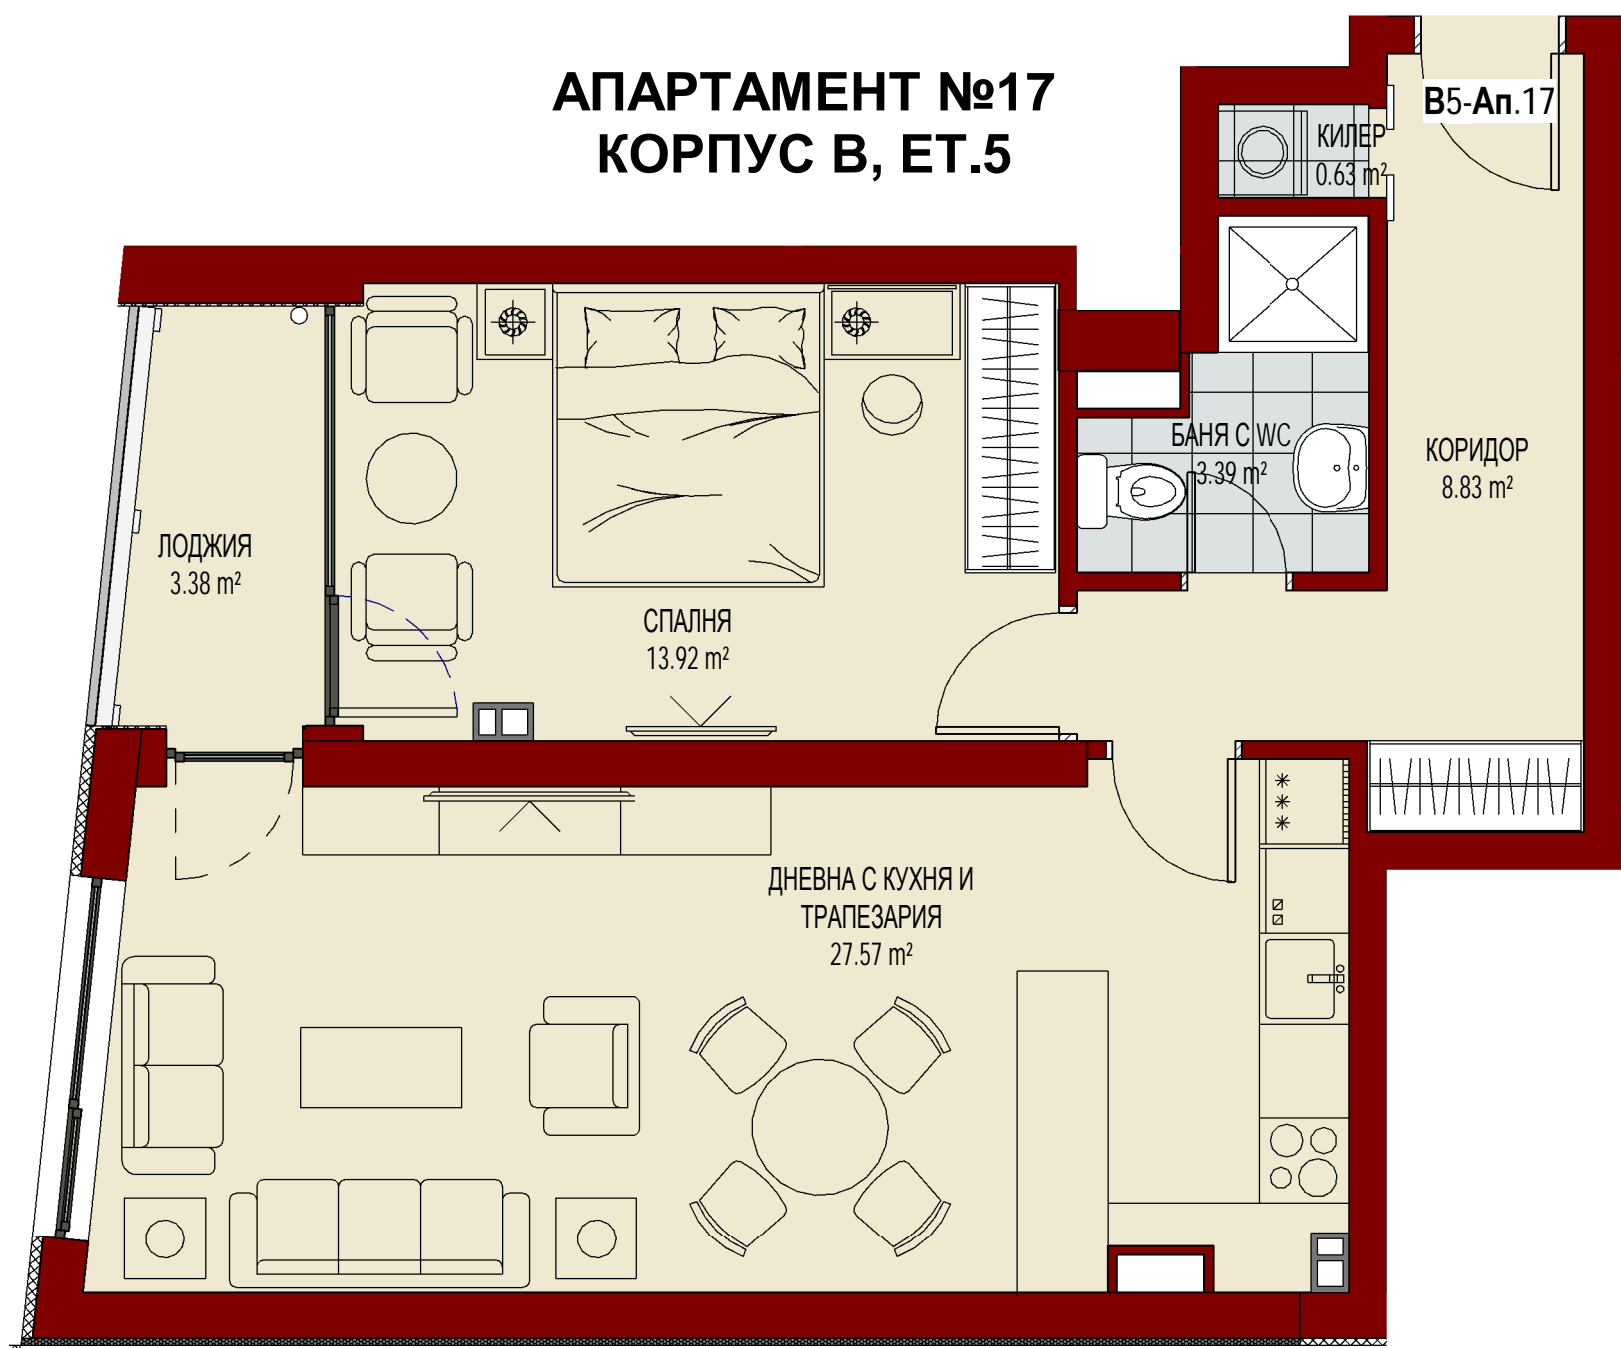 АПАРТАМЕНТ №17
КОРПУС В, ЕТ.5
В5-Ап.17
КИЛЕР
0.63 m²
БАНЯ С WC
3.39 m²
КОРИДОР
8.83 m²
ЛОДЖИЯ
3.38 m²
СПАЛНЯ
13.92 m²
ДНЕВНА С КУХНЯ И
ТРАПЕЗАРИЯ
27.57 m²